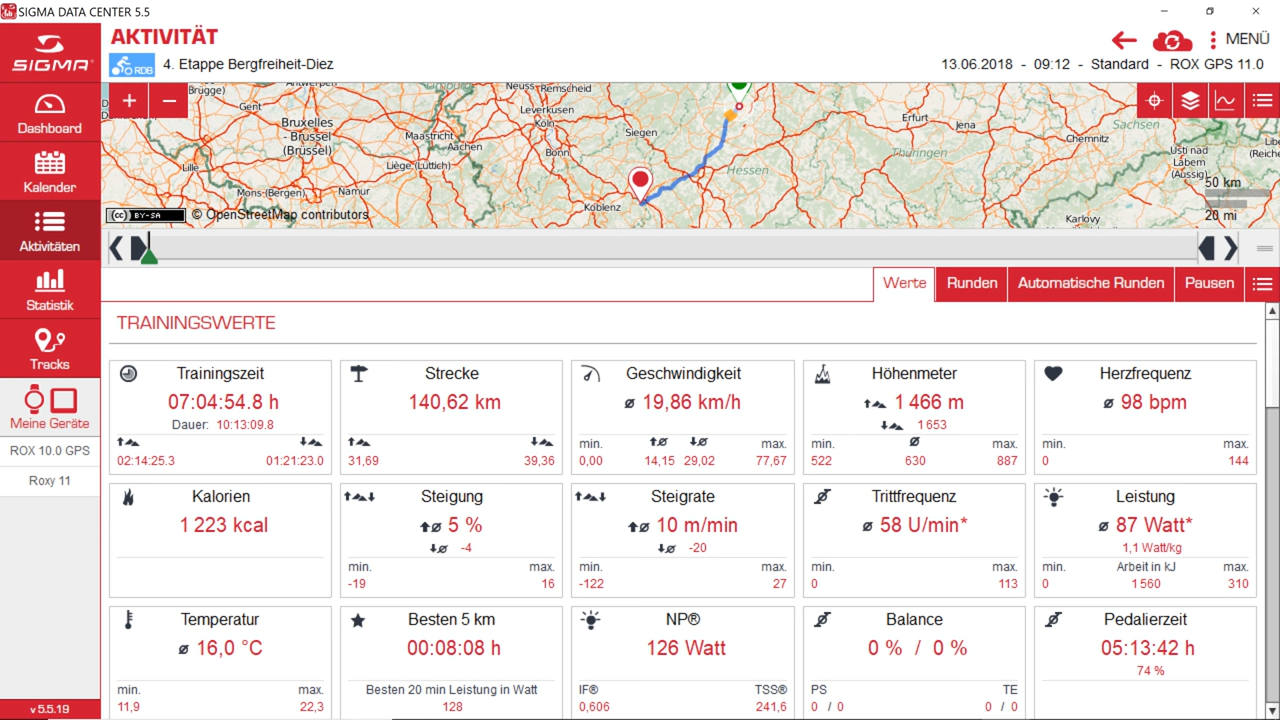 SIGMA DATA CENTER 5.5
SIGMA
AKTIVITÄT
MENÜ
RDB
4. Etappe Bergfreiheit-Diez
13.06.2018 - 09:12 - Standard - ROX GPS 11.0
Dashboard
Kalender
Aktivitäten
Statistik
Tracks
Meine Geräte
ROX 10.0 GPS
Roxy 11
v 5.5.19
Brügge)
Antwerpen
Gent
Bruxelles
- Brussel
(Brüssel)
Lille
Mons-(Bergen)
Namur
Maastricht
Aachen
Liège (Lüttich)
Neuss
Remscheid
Leverkusen
Köln
Bonn
Siegen
Koblenz
Hessen
Erfurt
Jena
Thüringen
Chemnitz
Sachsen
Usti nad
Labem
(Aussig)
Karlovy
50 km
20 mi
(cc) BY-SA
© OpenStreetMap contributors
Werte
Runden
Automatische Runden
Pausen
TRAININGSWERTE
Trainingszeit
07:04:54.8 h
Dauer: 10:13:09.8
02:14:25.3 01:21:23.0
Strecke
140,62 km
31,69 39,36
Geschwindigkeit
ø 19,86 km/h
min. ø ø max.
0,00 14,15 29,02 77,67
Höhenmeter
1 466 m
1 653
min. ø max.
522 630 887
Herzfrequenz
ø 98 bpm
min. max.
0 144
Kalorien
1 223 kcal
Steigung
ø 5 %
ø -4
min. max.
-19 16
Steigrate
ø 10 m/min
ø -20
min. max.
-122 27
Trittfrequenz
ø 58 U/min*
min. max.
0 113
Leistung
ø 87 Watt*
1,1 Watt/kg
min. Arbeit in kJ max.
0 1 560 310
Temperatur
ø 16,0 °C
min. max.
11,9 22,3
Besten 5 km
00:08:08 h
Besten 20 min Leistung in Watt
128
NP®
126 Watt
IF® TSS®
0,606 241,6
Balance
0 % / 0 %
PS TE
0 / 0 0 / 0
Pedalierzeit
05:13:42 h
74 %